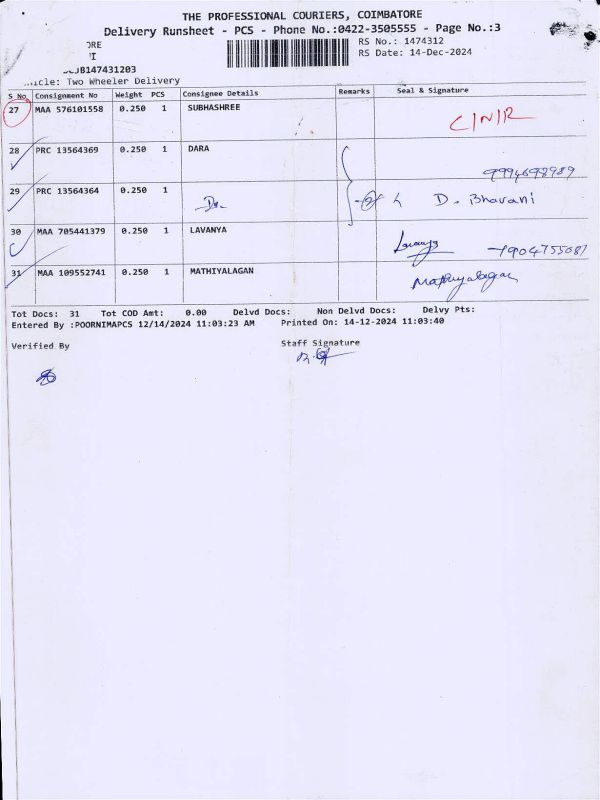 THE PROFESSIONAL COURIERS, COIMBATORE
Delivery Runsheet - PCS - Phone No.:0422-3505555 - Page No.:3
RS No.: 1474312
RS Date: 14-Dec-2024
JB147431203
icle: Two Wheeler Delivery
S No. Consignment No Weight PCS Consignee Details Remarks Seal & Signature
27 MAA 576101558 0.250 1 SUBHASHREE C/N/R
28 PRC 13564369 0.250 1 DARA
9994698989
29 PRC 13564364 0.250 1 D. Bhavani
30 MAA 705441379 0.250 1 LAVANYA
31 MAA 109552741 0.250 1 MATHIYALAGAN Mathiyalagan
Tot Docs: 31 Tot COD Amt: 0.00 Delvd Docs: Non Delvd Docs: Delvy Pts:
Entered By :POORNIMAPCS 12/14/2024 11:03:23 AM Printed On: 14-12-2024 11:03:40
Verified By Staff Signature